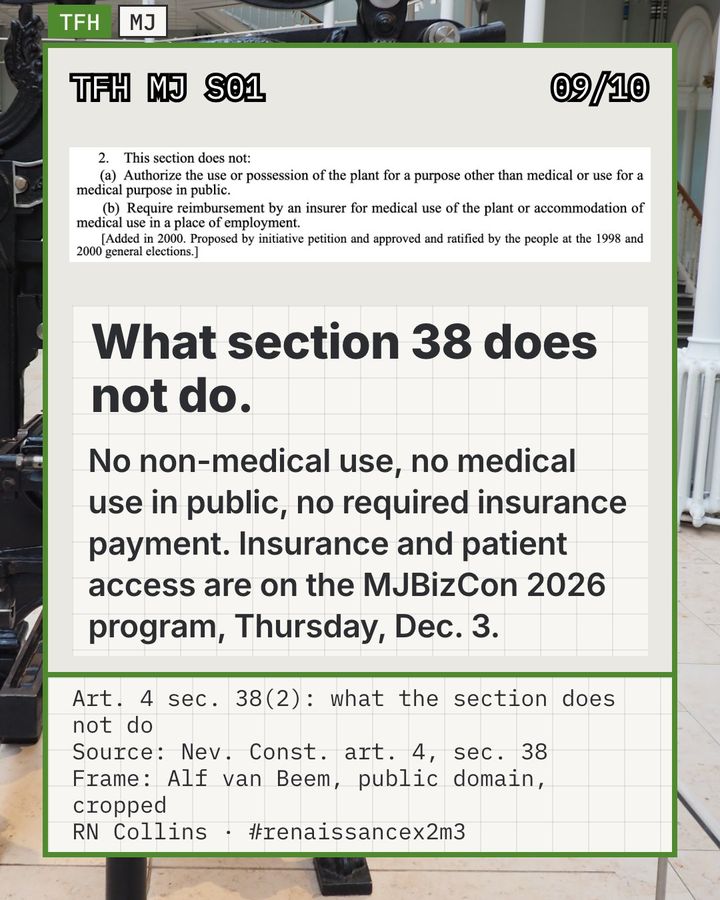 TFH MJ
TFH MJ S01 09/10
2. This section does not:
(a) Authorize the use or possession of the plant for a purpose other than medical or use for a
medical purpose in public.
(b) Require reimbursement by an insurer for medical use of the plant or accommodation of
medical use in a place of employment.
[Added in 2000. Proposed by initiative petition and approved and ratified by the people at the 1998 and
2000 general elections.]
What section 38 does
not do.
No non-medical use, no medical
use in public, no required insurance
payment. Insurance and patient
access are on the MJBizCon 2026
program, Thursday, Dec. 3.
Art. 4 sec. 38(2): what the section does
not do
Source: Nev. Const. art. 4, sec. 38
Frame: Alf van Beem, public domain,
cropped
RN Collins · #renaissancex2m3